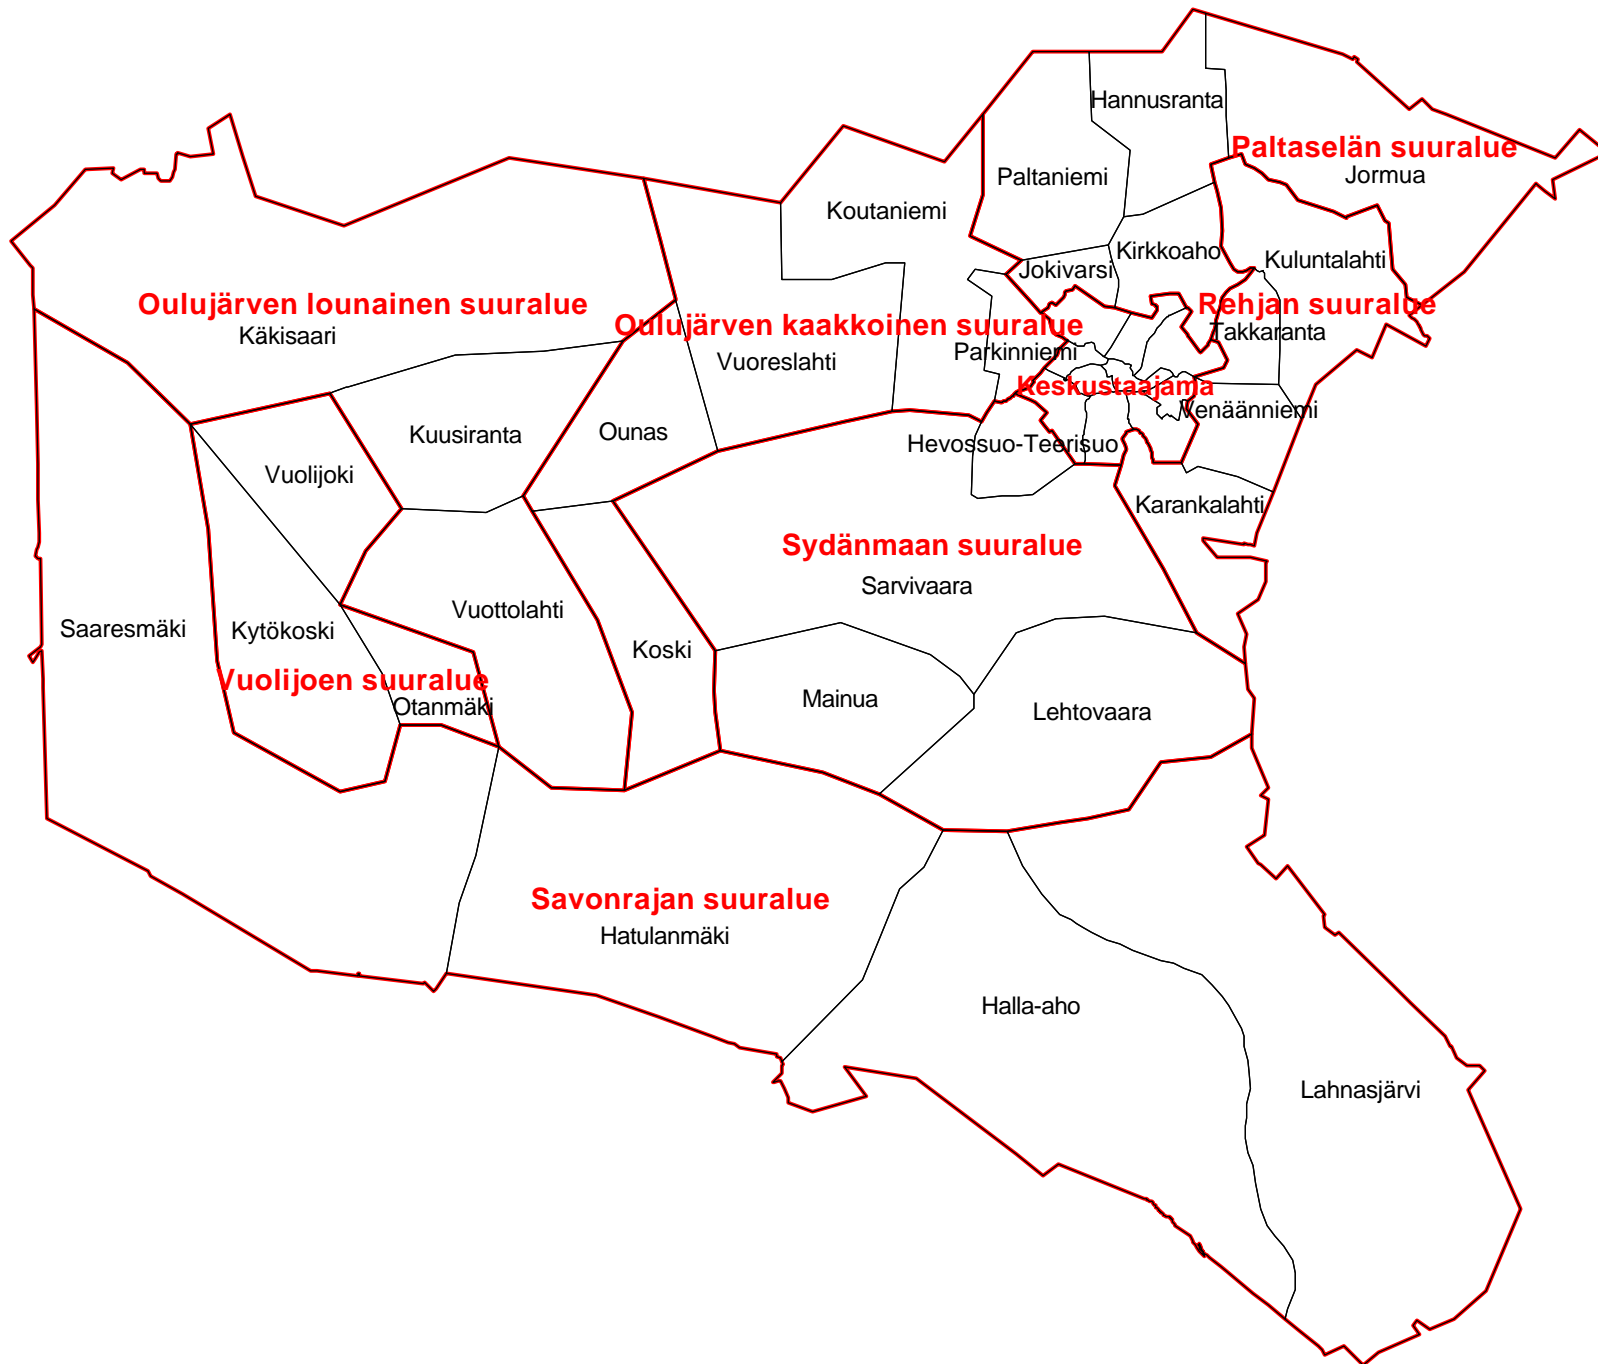 Hannusranta
Paltaselän suuralue
Jormua
Paltaniemi
Koutaniemi
Kirkkoaho
Kuluntalahti
Jokivarsi
Oulujärven lounainen suuralue
Käkisaari
Rehjan suuralue
Takkaranta
Oulujärven kaakkoinen suuralue
Vuoreslahti
Parkinniemi
Keskustaajama
Venäänniemi
Kuusiranta
Ounas
Hevossuo-Teerisuo
Vuolijoki
Karankalahti
Sydänmaan suuralue
Sarvivaara
Vuottolahti
Saaresmäki
Kytökoski
Koski
Vuolijoen suuralue
Otanmäki
Mainua
Lehtovaara
Savonrajan suuralue
Hatulanmäki
Halla-aho
Lahnasjärvi